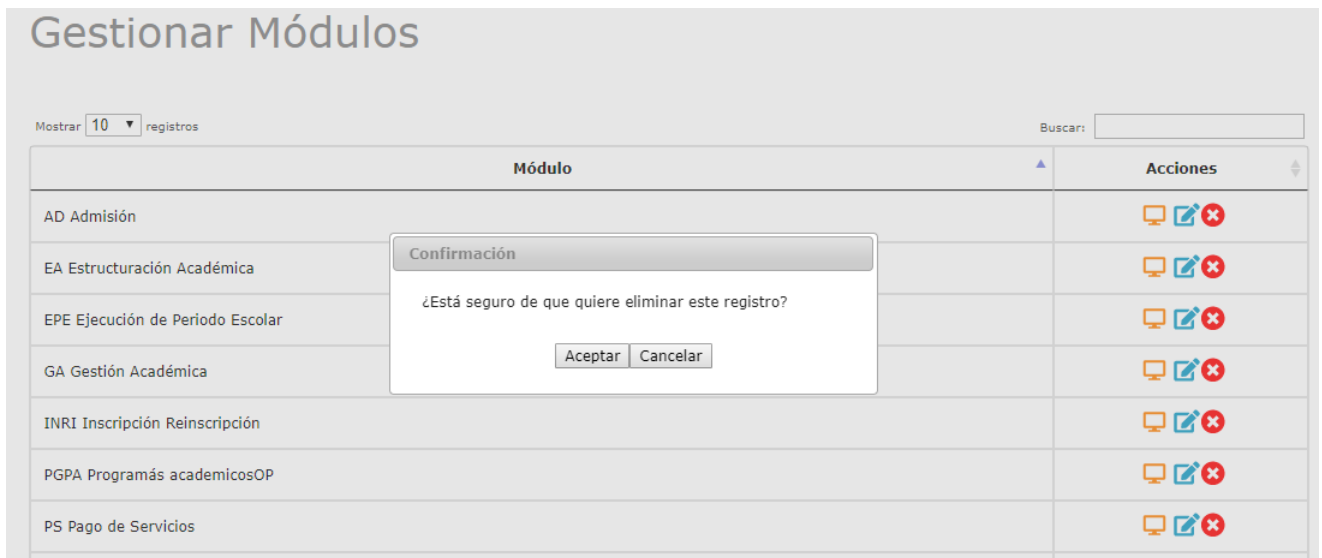 Gestionar Módulos
Mostrar 10 registros
Buscar:
Módulo
Acciones
AD Admisión
EA Estructuración Académica
EPE Ejecución de Periodo Escolar
GA Gestión Académica
INRI Inscripción Reinscripción
PGPA Programás academicosOP
PS Pago de Servicios
Confirmación
¿Está seguro de que quiere eliminar este registro?
Aceptar Cancelar